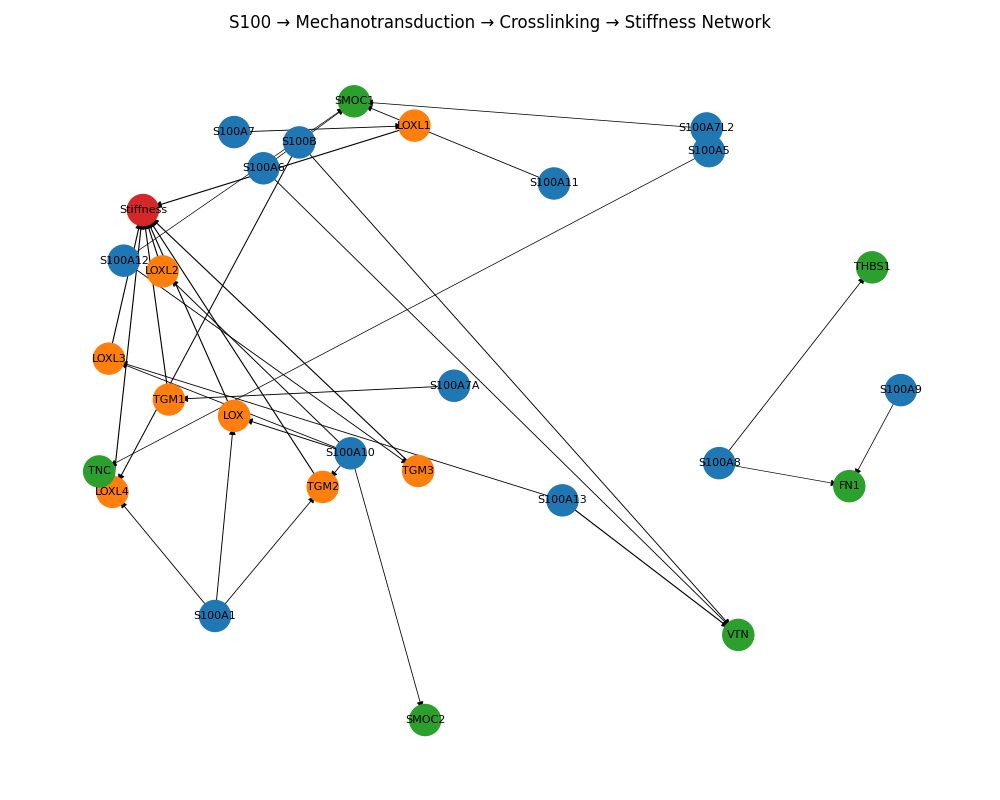 S100 → Mechanotransduction → Crosslinking → Stiffness Network
SMOC1
LOXL1
S100A7
S100B
S100A7L2
S100A5
S100A6
S100A11
Stiffness
S100A12
LOXL2
THBS1
LOXL3
S100A7A
S100A9
TGM1
LOX
S100A10
S100A8
TNC
TGM3
LOXL4
TGM2
FN1
S100A13
S100A1
VTN
SMOC2